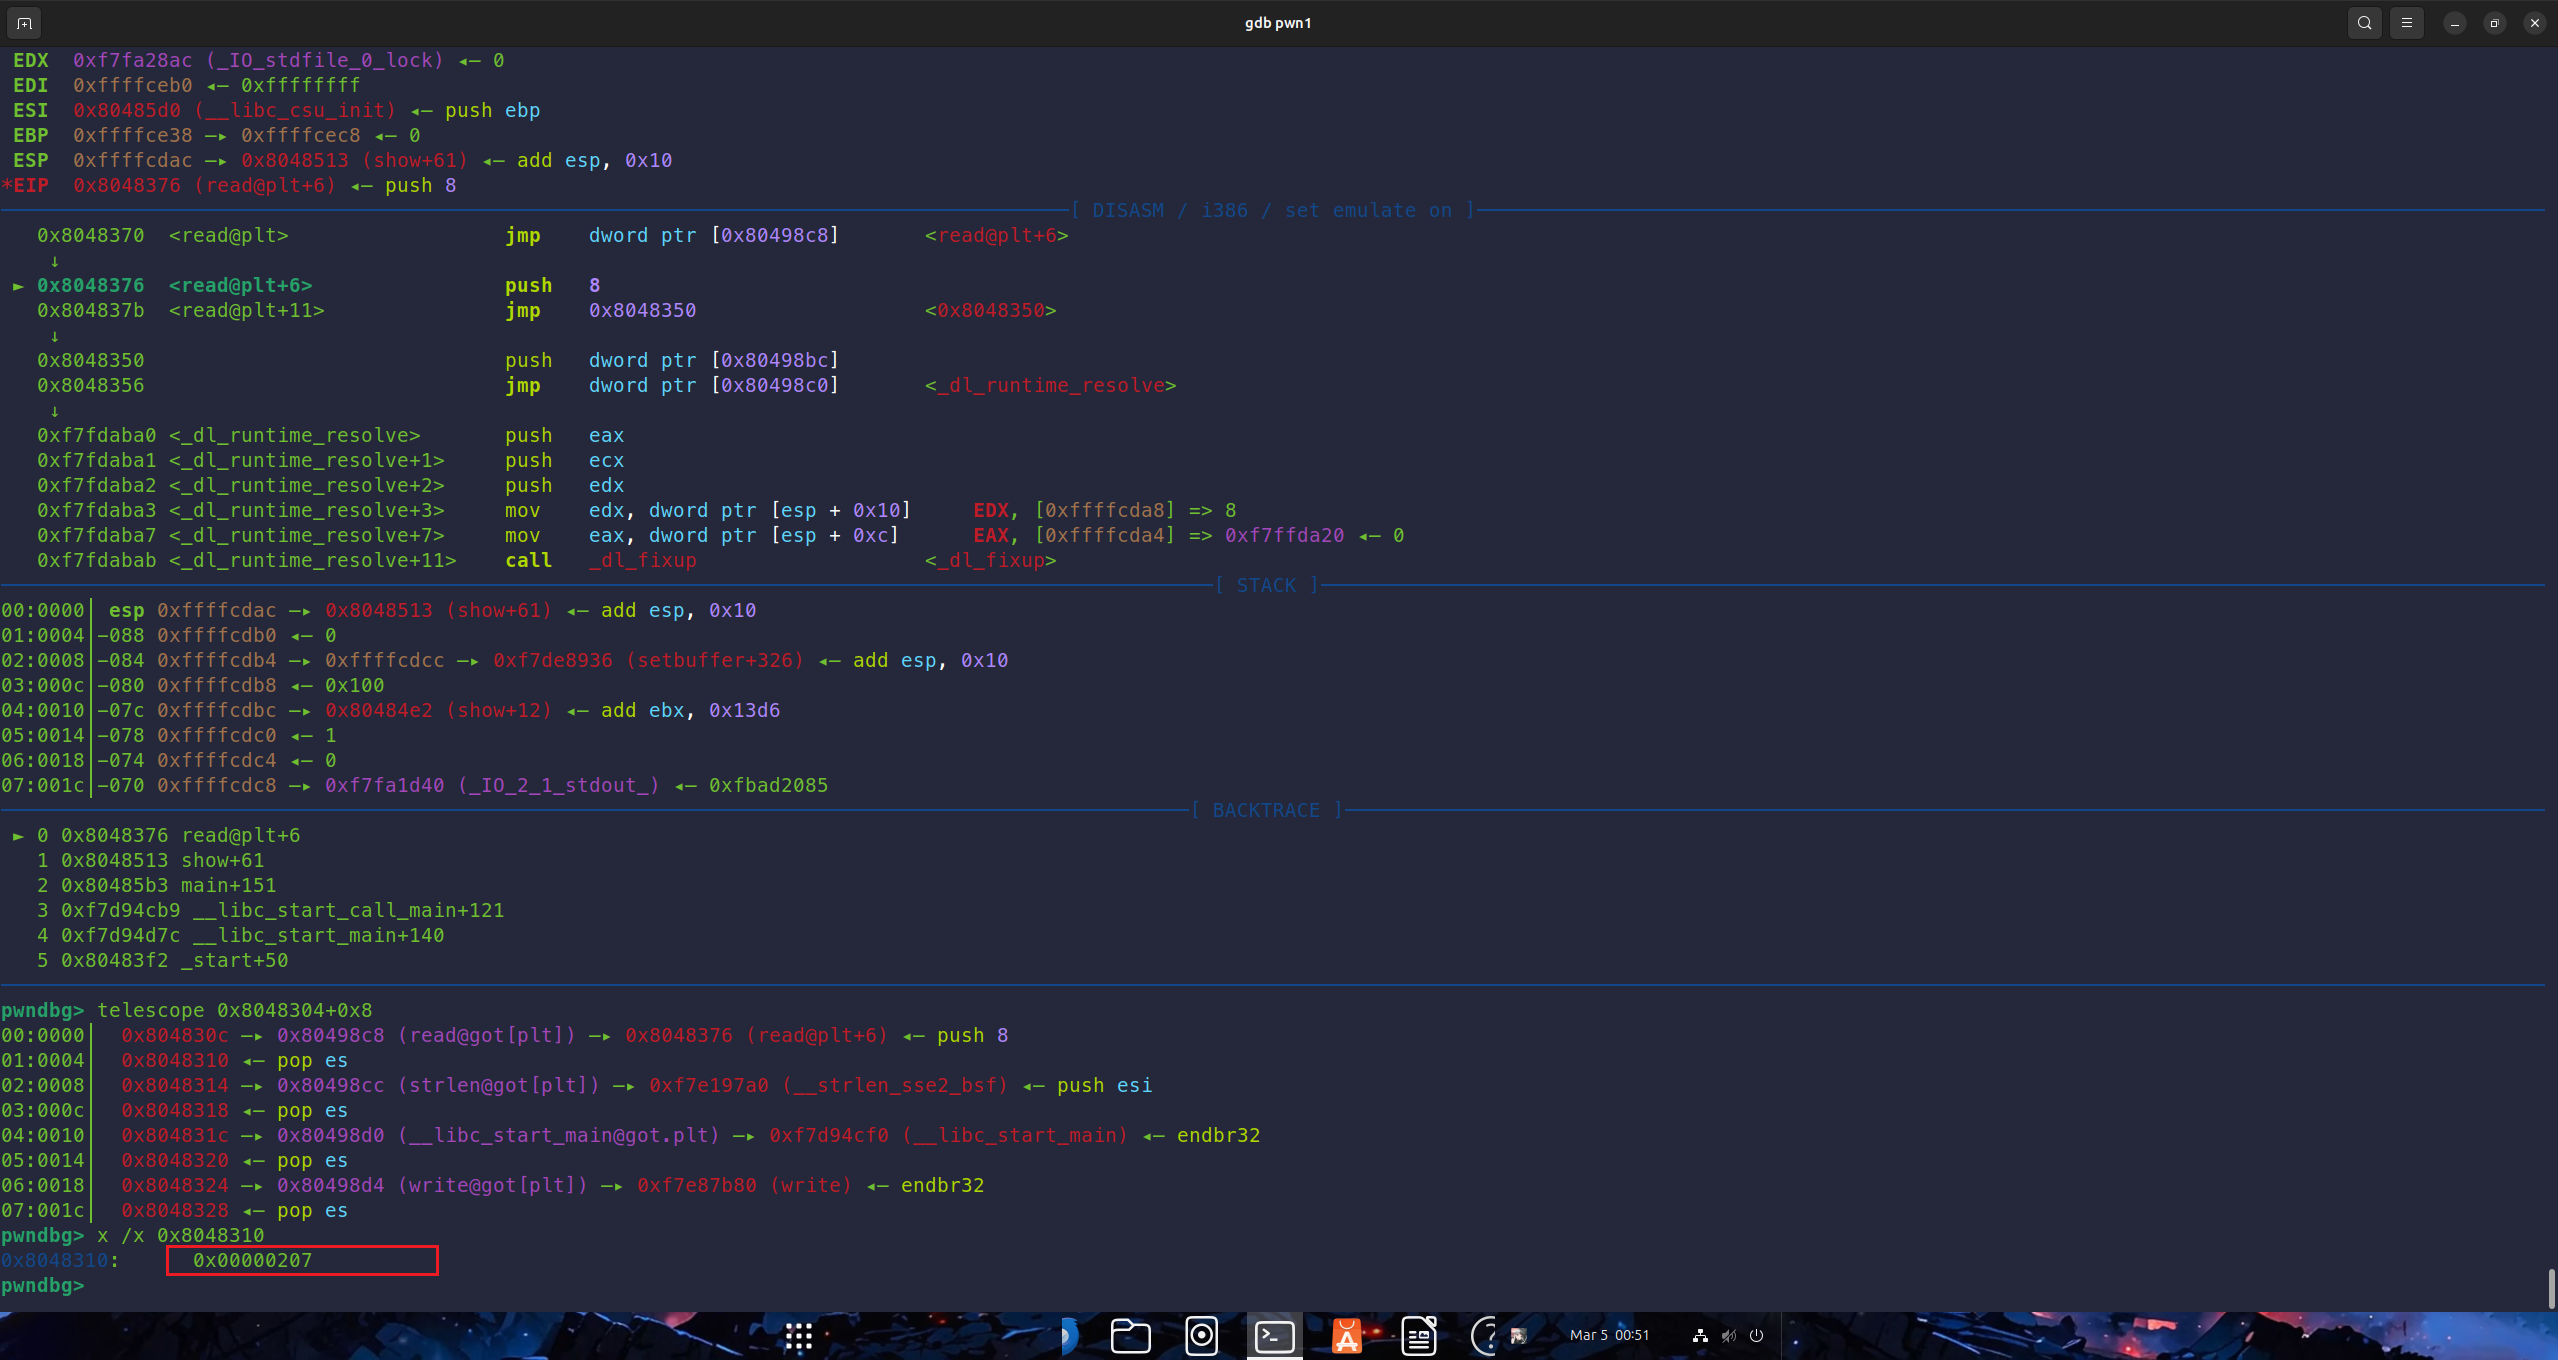 gdb pwn1
EDX 0xf7fa28ac (_IO_stdfile_0_lock) ◂— 0
EDI 0xffffceb0 ◂— 0xffffffff
ESI 0x80485d0 (__libc_csu_init) ◂— push ebp
EBP 0xffffce38 —▸ 0xffffcec8 ◂— 0
ESP 0xffffcdac —▸ 0x8048513 (show+61) ◂— add esp, 0x10
*EIP 0x8048376 (read@plt+6) ◂— push 8
[ DISASM / i386 / set emulate on ]
0x8048370 <read@plt> jmp dword ptr [0x80498c8] <read@plt+6>
↓
► 0x8048376 <read@plt+6> push 8
0x804837b <read@plt+11> jmp 0x8048350 <0x8048350>
↓
0x8048350 push dword ptr [0x80498bc]
0x8048356 jmp dword ptr [0x80498c0] <_dl_runtime_resolve>
↓
0xf7fdaba0 <_dl_runtime_resolve> push eax
0xf7fdaba1 <_dl_runtime_resolve+1> push ecx
0xf7fdaba2 <_dl_runtime_resolve+2> push edx
0xf7fdaba3 <_dl_runtime_resolve+3> mov edx, dword ptr [esp + 0x10] EDX, [0xffffcda8] => 8
0xf7fdaba7 <_dl_runtime_resolve+7> mov eax, dword ptr [esp + 0xc] EAX, [0xffffcda4] => 0xf7ffda20 ◂— 0
0xf7fdabab <_dl_runtime_resolve+11> call _dl_fixup <_dl_fixup>
[ STACK ]
00:0000│ esp 0xffffcdac —▸ 0x8048513 (show+61) ◂— add esp, 0x10
01:0004│-088 0xffffcdb0 ◂— 0
02:0008│-084 0xffffcdb4 —▸ 0xffffcdcc —▸ 0xf7de8936 (setbuffer+326) ◂— add esp, 0x10
03:000c│-080 0xffffcdb8 ◂— 0x100
04:0010│-07c 0xffffcdbc —▸ 0x80484e2 (show+12) ◂— add ebx, 0x13d6
05:0014│-078 0xffffcdc0 ◂— 1
06:0018│-074 0xffffcdc4 ◂— 0
07:001c│-070 0xffffcdc8 —▸ 0xf7fa1d40 (_IO_2_1_stdout_) ◂— 0xfbad2085
[ BACKTRACE ]
► 0 0x8048376 read@plt+6
1 0x8048513 show+61
2 0x80485b3 main+151
3 0xf7d94cb9 __libc_start_call_main+121
4 0xf7d94d7c __libc_start_main+140
5 0x80483f2 _start+50
pwndbg> telescope 0x8048304+0x8
00:0000│ 0x804830c —▸ 0x80498c8 (read@got[plt]) —▸ 0x8048376 (read@plt+6) ◂— push 8
01:0004│ 0x8048310 ◂— pop es
02:0008│ 0x8048314 —▸ 0x80498cc (strlen@got[plt]) —▸ 0xf7e197a0 (__strlen_sse2_bsf) ◂— push esi
03:000c│ 0x8048318 ◂— pop es
04:0010│ 0x804831c —▸ 0x80498d0 (__libc_start_main@got.plt) —▸ 0xf7d94cf0 (__libc_start_main) ◂— endbr32
05:0014│ 0x8048320 ◂— pop es
06:0018│ 0x8048324 —▸ 0x80498d4 (write@got[plt]) —▸ 0xf7e87b80 (write) ◂— endbr32
07:001c│ 0x8048328 ◂— pop es
pwndbg> x /x 0x8048310
0x8048310: 0x00000207
pwndbg>
Mar 5 00:51